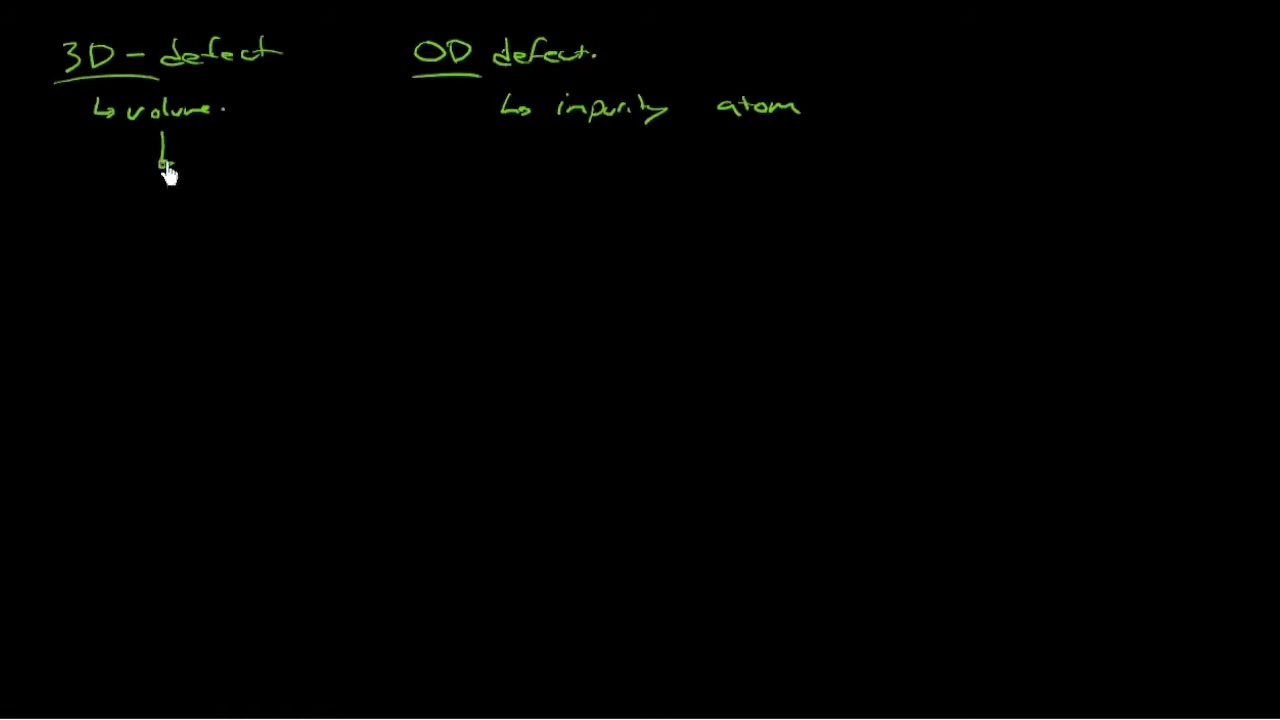 3D - defect
↳ volume.
OD defect.
↳ impurity atom